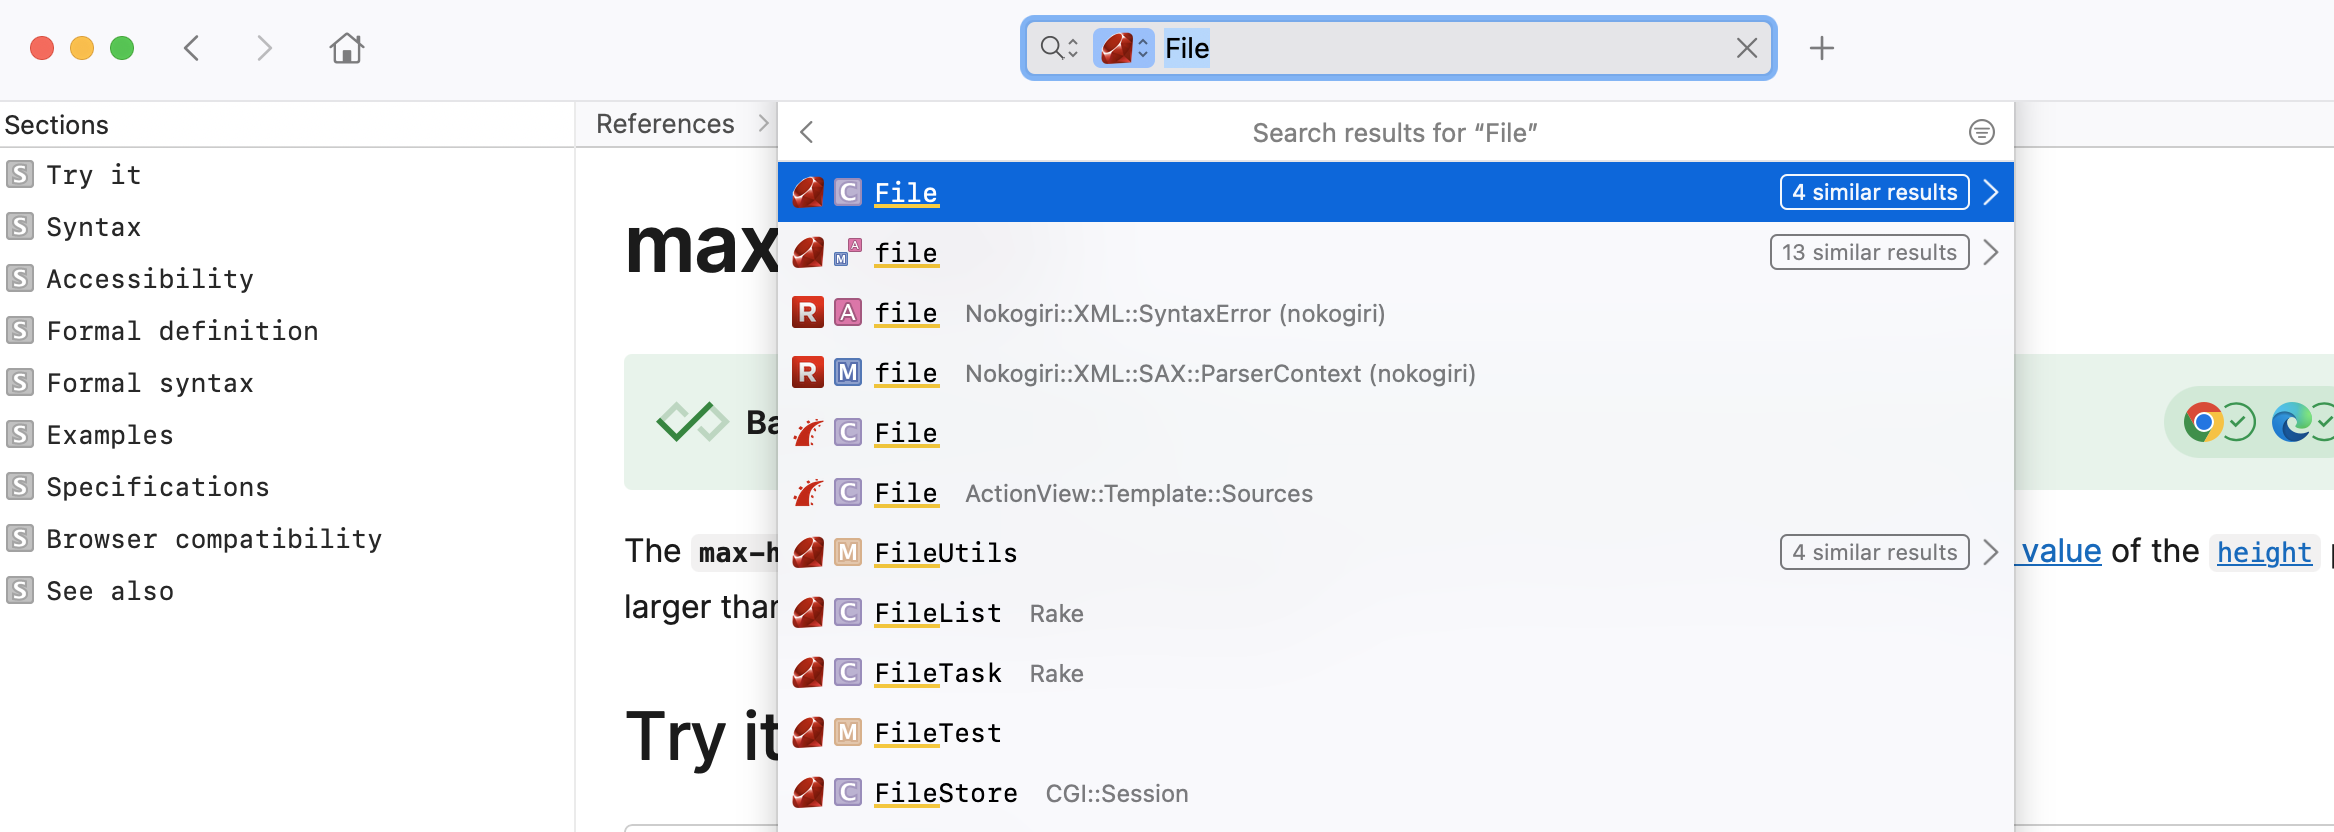 File
Sections
References
Search results for “File”
S Try it
S Syntax
S Accessibility
S Formal definition
S Formal syntax
S Examples
S Specifications
S Browser compatibility
S See also
C File 4 similar results
M A file 13 similar results
R A file Nokogiri::XML::SyntaxError (nokogiri)
R M file Nokogiri::XML::SAX::ParserContext (nokogiri)
C File
C File ActionView::Template::Sources
M FileUtils 4 similar results
C FileList Rake
C FileTask Rake
M FileTest
C FileStore CGI::Session
max
Ba
The max-h
value of the height
larger than
Try it